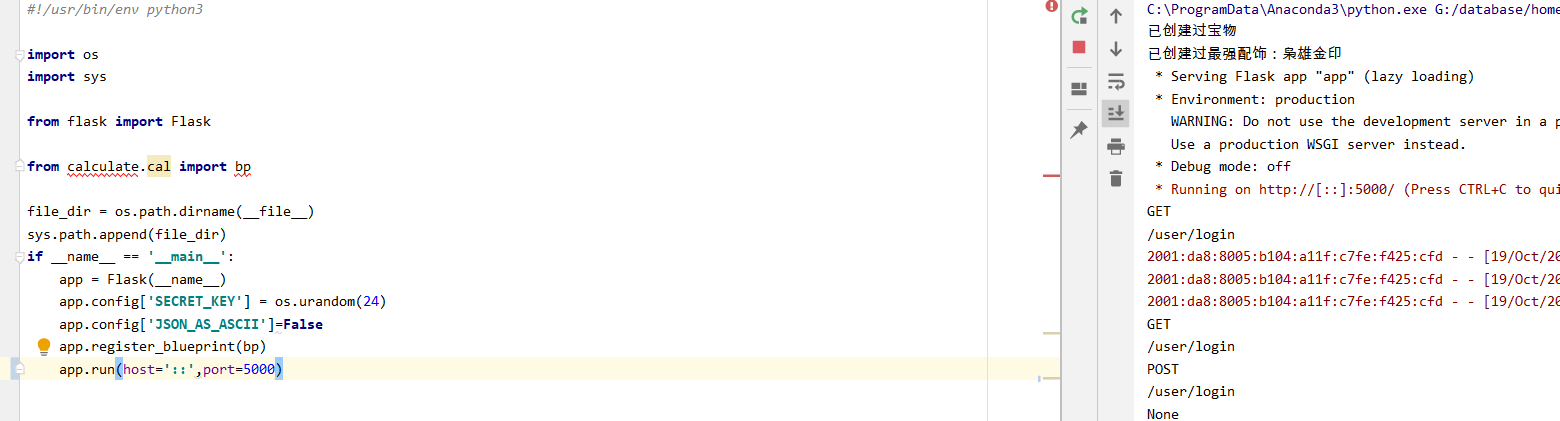 #!/usr/bin/env python3
import os
import sys
from flask import Flask
from calculate.cal import bp
file_dir = os.path.dirname(__file__)
sys.path.append(file_dir)
if __name__ == '__main__':
app = Flask(__name__)
app.config['SECRET_KEY'] = os.urandom(24)
app.config['JSON_AS_ASCII']=False
app.register_blueprint(bp)
app.run(host='::',port=5000)
C:\ProgramData\Anaconda3\python.exe G:/database/home
已创建过宝物
已创建过最强配饰：枭雄金印
* Serving Flask app "app" (lazy loading)
* Environment: production
WARNING: Do not use the development server in a p
Use a production WSGI server instead.
* Debug mode: off
* Running on http://[::]:5000/ (Press CTRL+C to qui
GET
/user/login
2001:da8:8005:b104:a11f:c7fe:f425:cfd - - [19/Oct/20
2001:da8:8005:b104:a11f:c7fe:f425:cfd - - [19/Oct/20
2001:da8:8005:b104:a11f:c7fe:f425:cfd - - [19/Oct/20
GET
/user/login
POST
/user/login
None